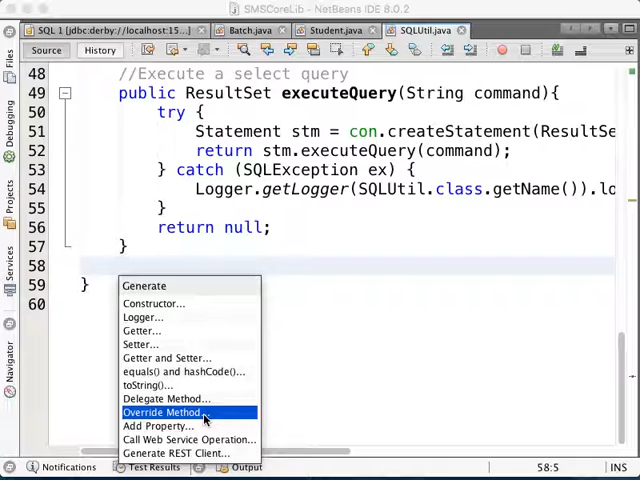 SMSCoreLib - NetBeans IDE 8.0.2
SQL 1 [jdbc:derby://localhost:15...
Batch.java
Student.java
SQLUtil.java
Source
History
Files
Debugging
Projects
Services
Navigator
48 //Execute a select query
49 public ResultSet executeQuery(String command){
50 try {
51 Statement stm = con.createStatement(ResultSe
52 return stm.executeQuery(command);
53 } catch (SQLException ex) {
54 Logger.getLogger(SQLUtil.class.getName()).lo
55 }
56 return null;
57 }
58
59 }
60
Generate
Constructor...
Logger...
Getter...
Setter...
Getter and Setter...
equals() and hashCode()...
toString()...
Delegate Method...
Override Method...
Add Property...
Call Web Service Operation...
Generate REST Client...
Notifications
Test Results
Output
58:5
INS